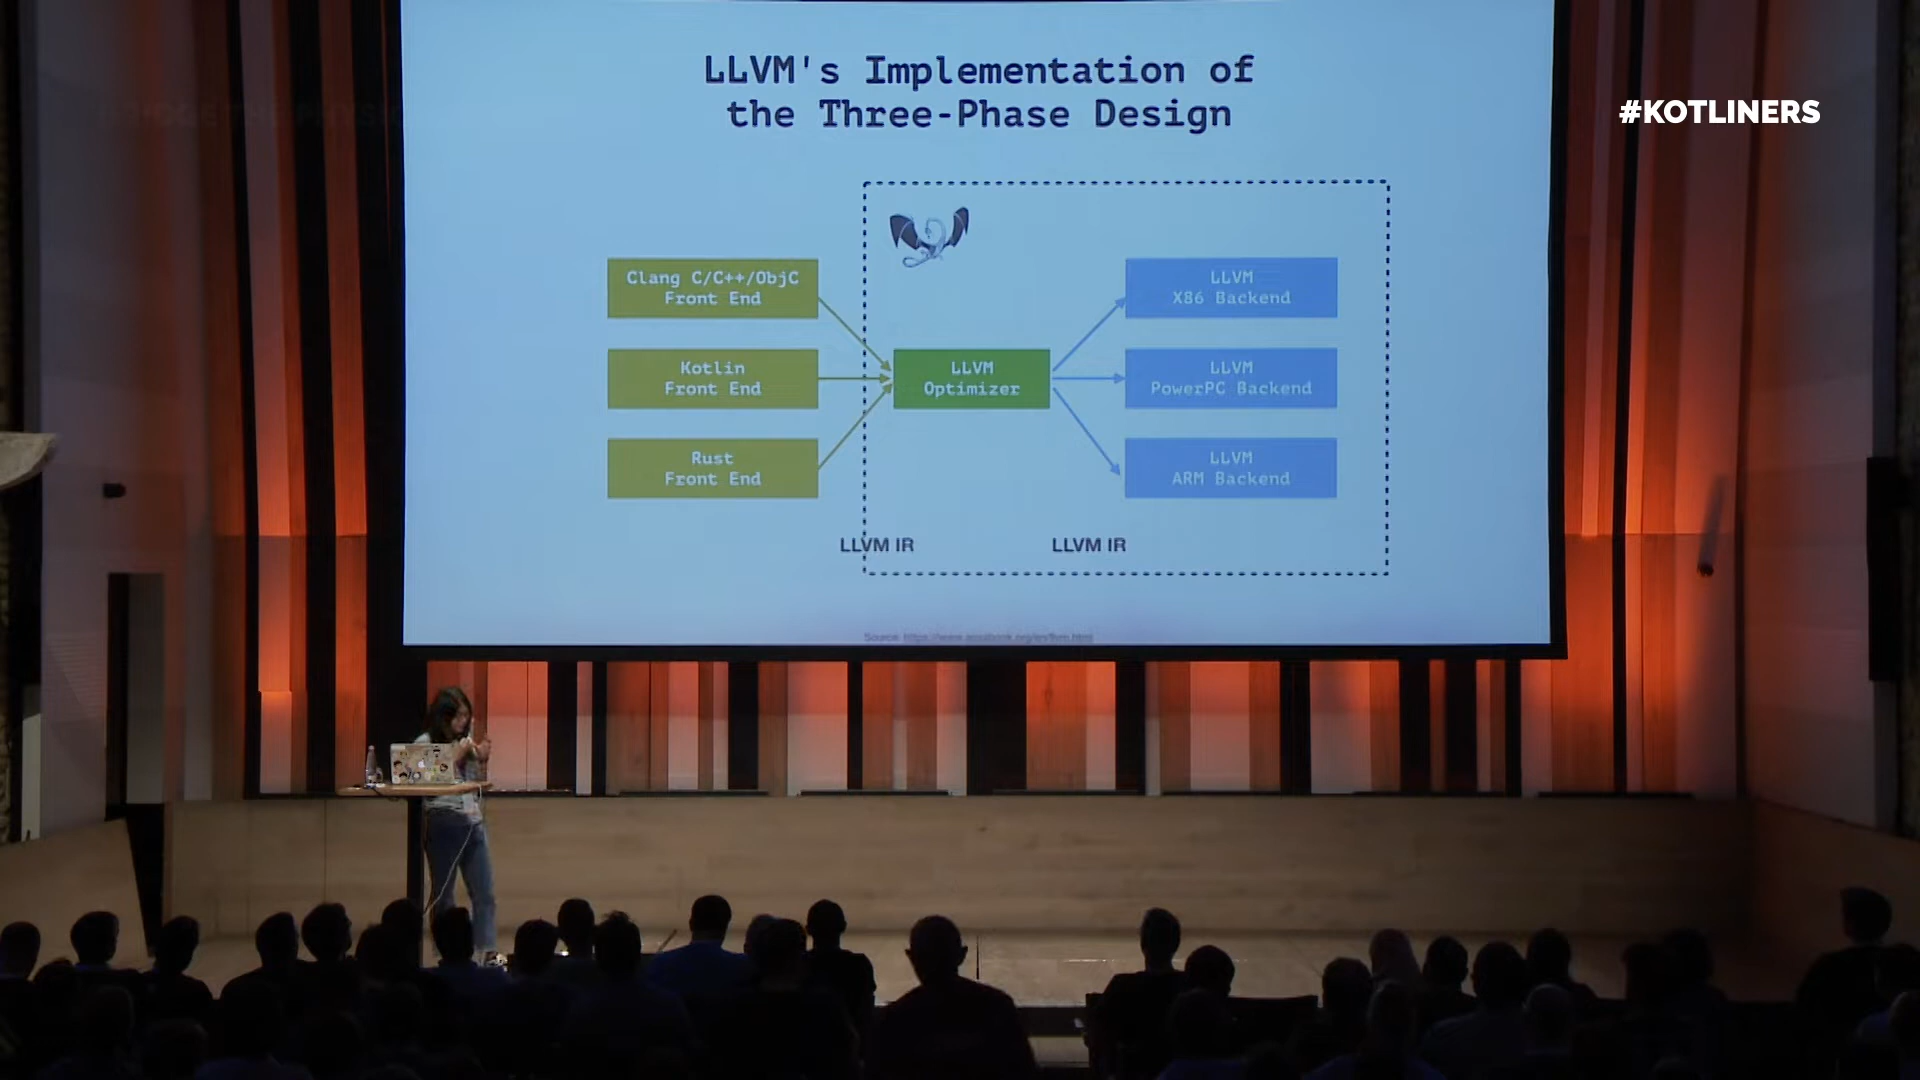 LLVM's Implementation of
the Three-Phase Design
#KOTLINERS
Clang C/C++/ObjC
Front End
Kotlin
Front End
Rust
Front End
LLVM
Optimizer
LLVM
X86 Backend
LLVM
PowerPC Backend
LLVM
ARM Backend
LLVM IR
LLVM IR
Source: